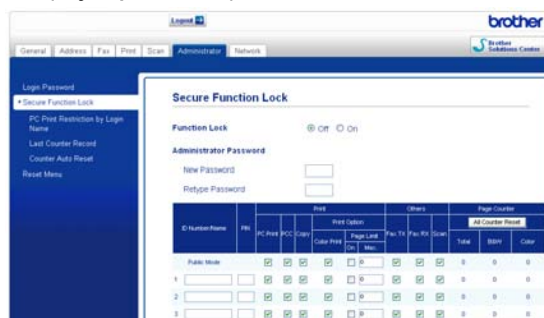 Logout
brother
General Address Fax Print Scan Administrator Network
Brother
Solutions Center
Login Password
Secure Function Lock
PC Print Restriction by Login
Name
Last Counter Record
Counter Auto Reset
Reset Menu
Secure Function Lock
Function Lock Off On
Administrator Password
New Password
Retype Password
Print Others Page Counter
ID Number/Name PIN PC Print PCC Copy Print Option Fax TX Fax RX Scan All Counter Reset
Color Print Page Limit Total B&W Color
On Max.
Public Mode 0 0 0 0
1 0 0 0 0
2 0 0 0 0
3 0 0 0 0